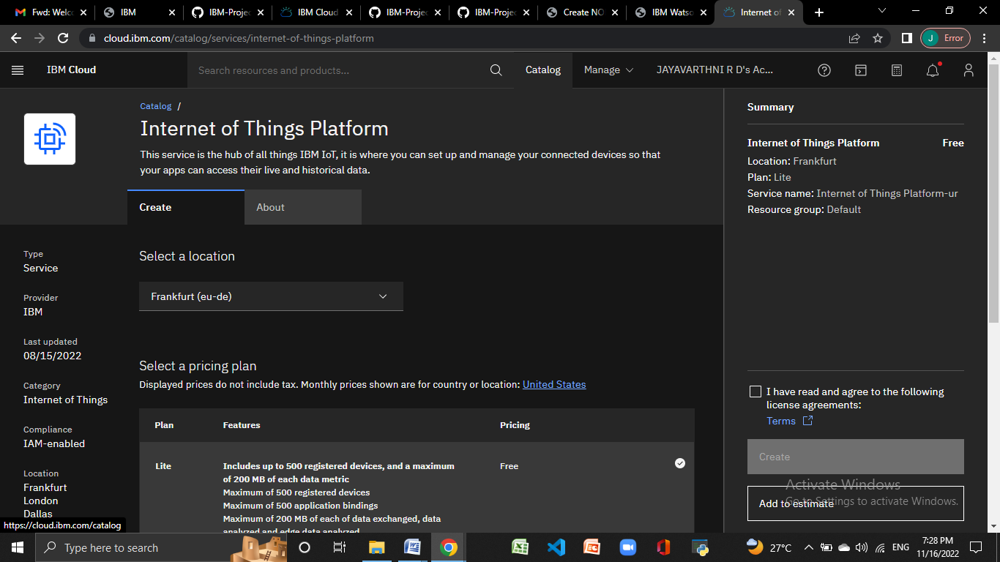 Fwd: Welco
IBM
IBM-Projec
IBM Cloud
IBM-Projec
IBM-Projec
Create NO
IBM Watso
Internet of
cloud.ibm.com/catalog/services/internet-of-things-platform
J Error
IBM Cloud
Search resources and products...
Catalog
Manage
JAYAVARTHNI R D's Ac...
Catalog /
Internet of Things Platform
This service is the hub of all things IBM IoT, it is where you can set up and manage your connected devices so that
your apps can access their live and historical data.
Create
About
Type
Service
Provider
IBM
Last updated
08/15/2022
Category
Internet of Things
Compliance
IAM-enabled
Location
Frankfurt
London
Dallas
Select a location
Frankfurt (eu-de)
Select a pricing plan
Displayed prices do not include tax. Monthly prices shown are for country or location: United States
Plan Features Pricing
Lite Includes up to 500 registered devices, and a maximum Free
of 200 MB of each data metric
Maximum of 500 registered devices
Maximum of 500 application bindings
Maximum of 200 MB of each of data exchanged, data
analyzed and edge data analyzed
Summary
Internet of Things Platform Free
Location: Frankfurt
Plan: Lite
Service name: Internet of Things Platform-ur
Resource group: Default
I have read and agree to the following
license agreements:
Terms
Create
Activate Windows
Go to Settings to activate Windows.
Add to estimate
https://cloud.ibm.com/catalog
Type here to search
27°C
ENG
7:28 PM
11/16/2022